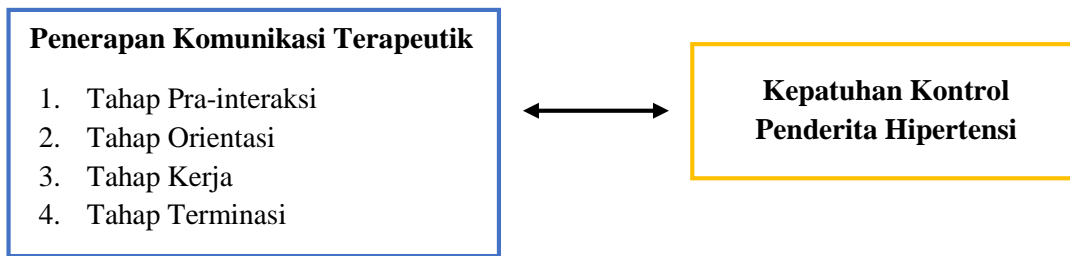 Penerapan Komunikasi Terapeutik
1. Tahap Pra-interaksi
2. Tahap Orientasi
3. Tahap Kerja
4. Tahap Terminasi
Kepatuhan Kontrol
Penderita Hipertensi